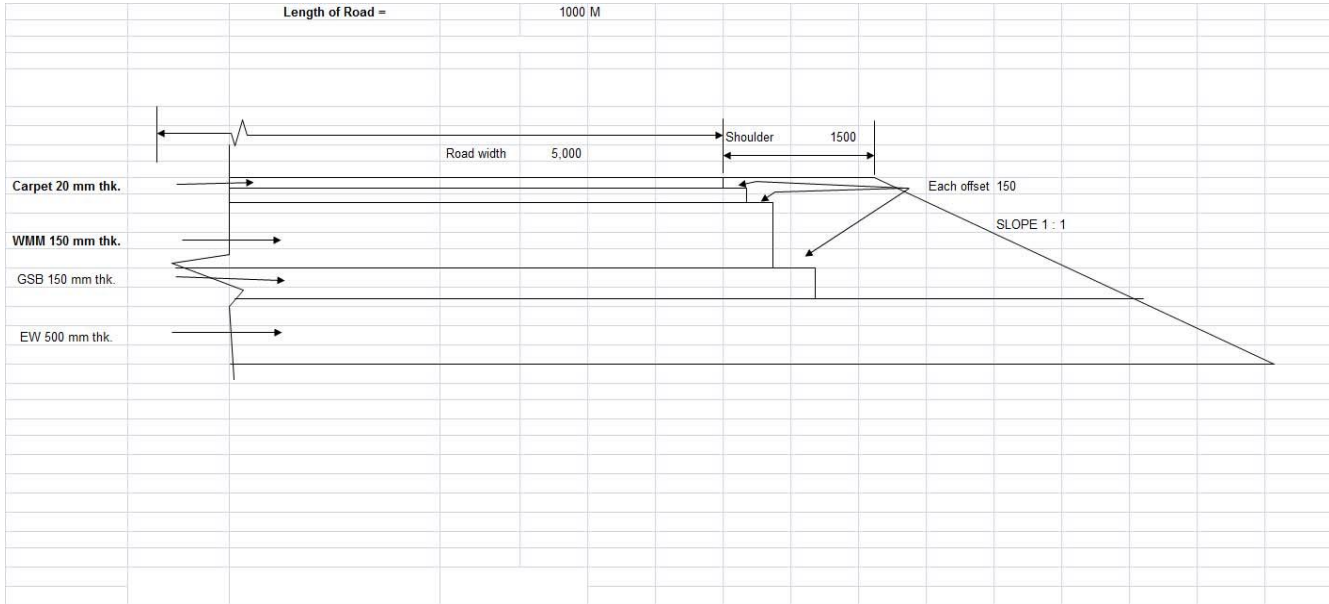 Length of Road = 1000 M
Shoulder 1500
Road width 5,000
Carpet 20 mm thk.
Each offset 150
SLOPE 1 : 1
WMM 150 mm thk.
GSB 150 mm thk.
EW 500 mm thk.